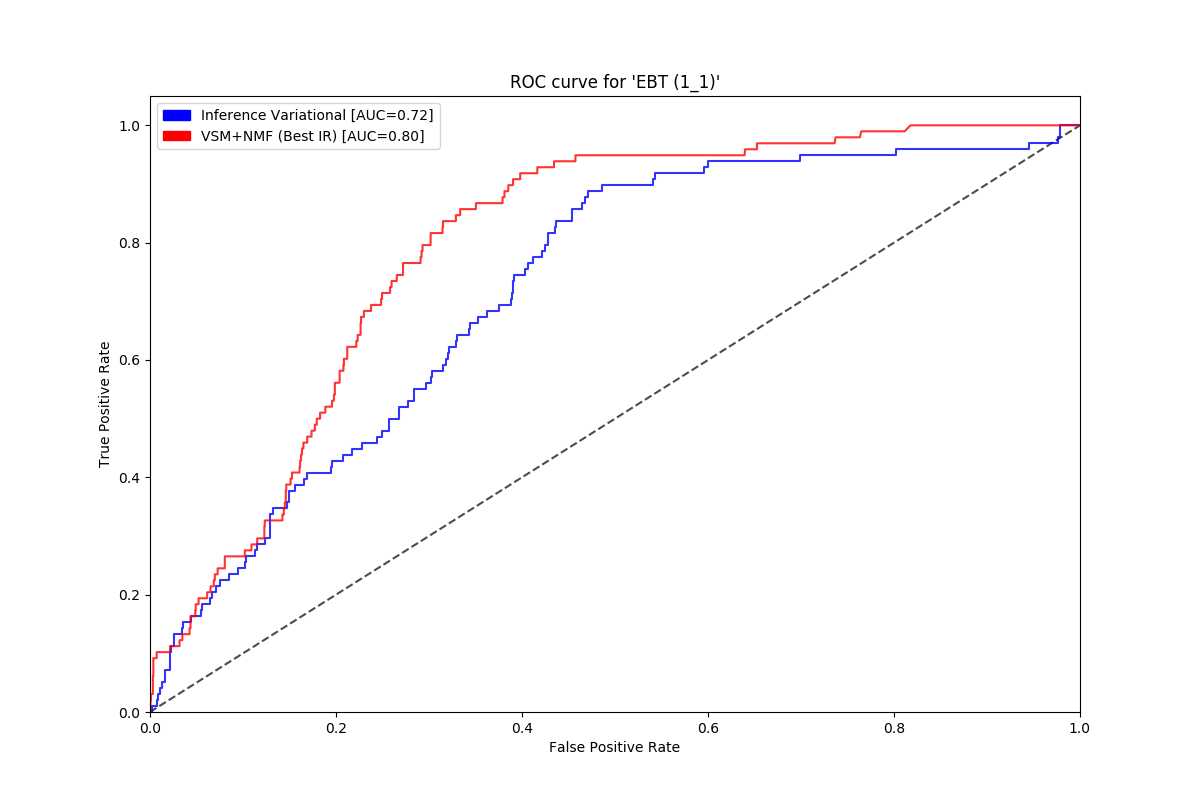 ROC curve for 'EBT (1_1)'
Inference Variational [AUC=0.72]
VSM+NMF (Best IR) [AUC=0.80]
1.0
0.8
0.6
0.4
0.2
0.0
True Positive Rate
0.0 0.2 0.4 0.6 0.8 1.0
False Positive Rate